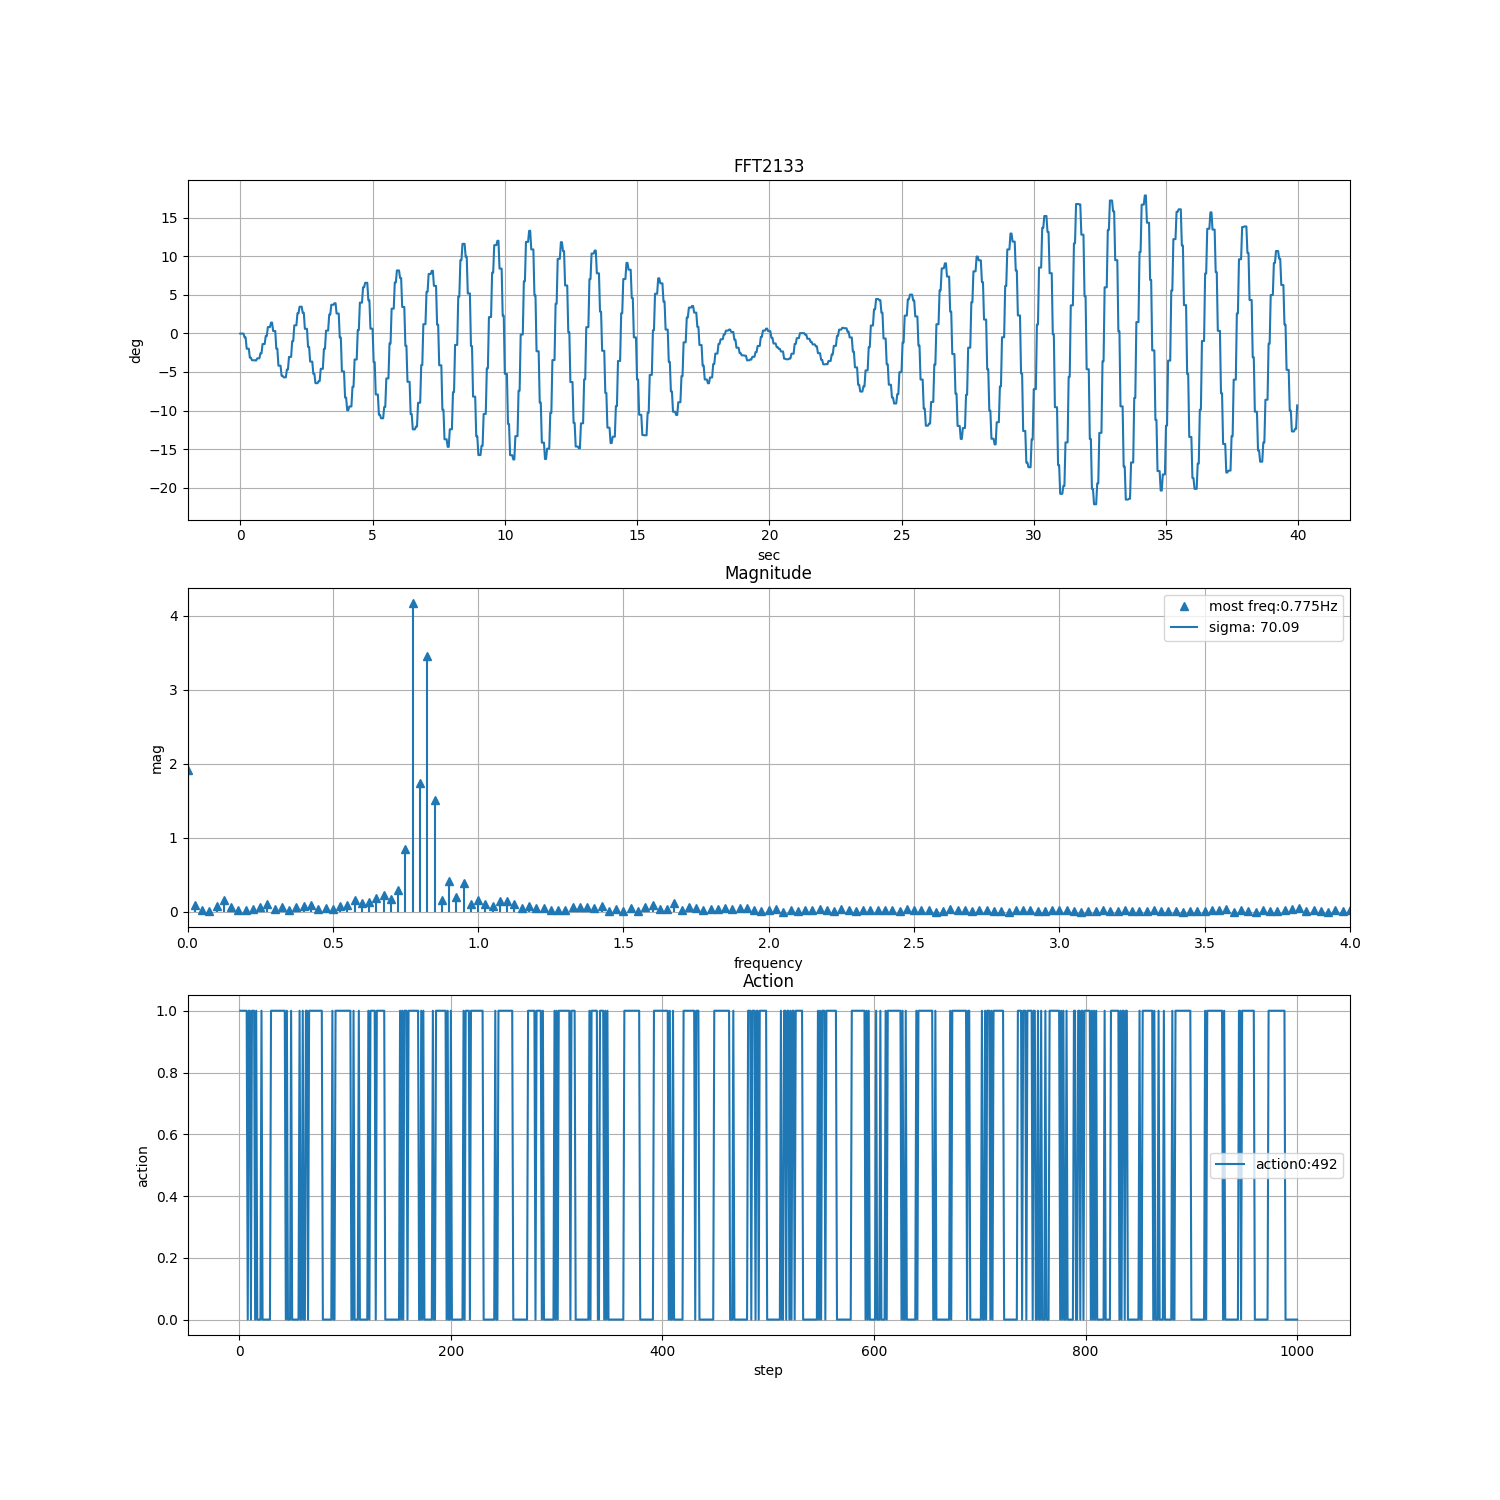 FFT2133
deg
15
10
5
0
−5
−10
−15
−20
0 5 10 15 20 25 30 35 40
sec
Magnitude
mag
4
3
2
1
0
most freq:0.775Hz
sigma: 70.09
0.0 0.5 1.0 1.5 2.0 2.5 3.0 3.5 4.0
frequency
Action
action
1.0
0.8
0.6
0.4
0.2
0.0
action0:492
0 200 400 600 800 1000
step